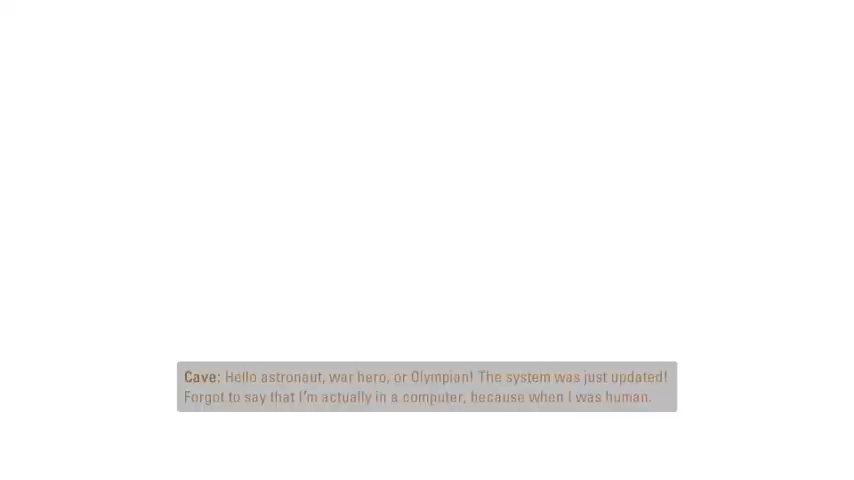 Cave: Hello astronaut, war hero, or Olympian! The system was just updated!
Forgot to say that I'm actually in a computer, because when I was human.